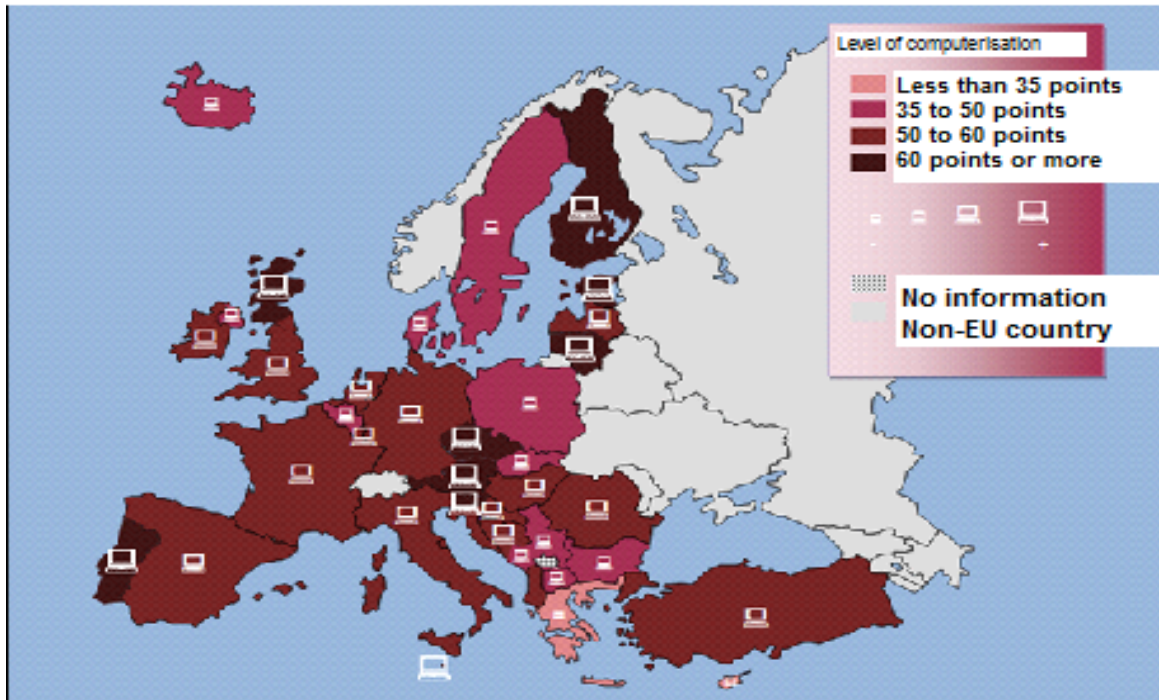 Level of computerisation
Less than 35 points
35 to 50 points
50 to 60 points
60 points or more
- +
No information
Non-EU country